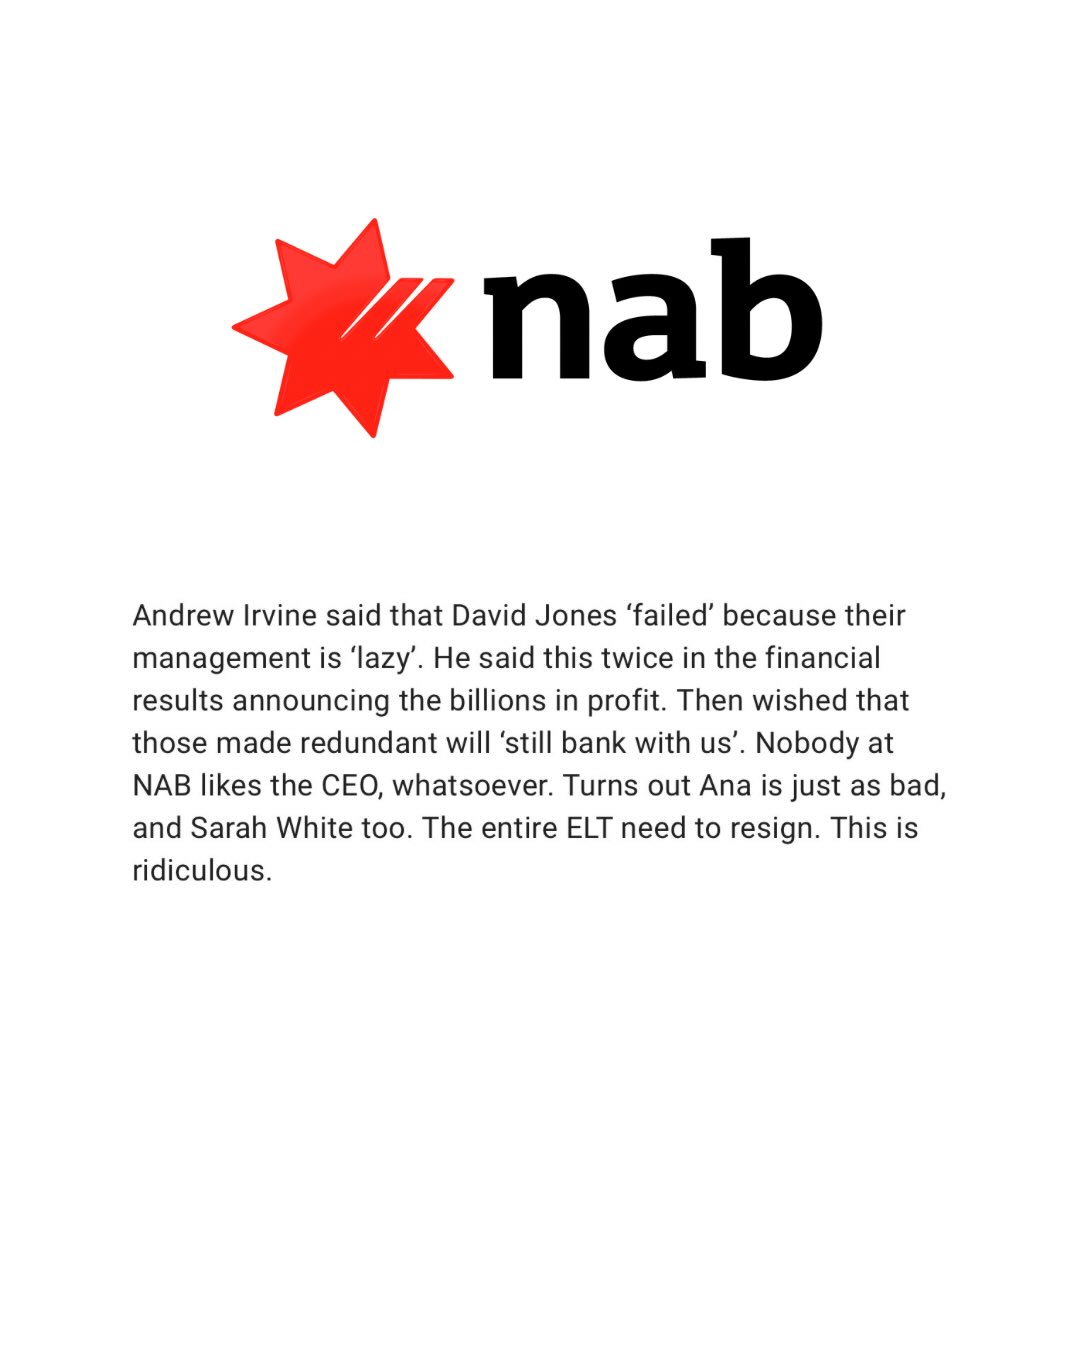 nab
Andrew Irvine said that David Jones ‘failed’ because their
management is ‘lazy’. He said this twice in the financial
results announcing the billions in profit. Then wished that
those made redundant will ‘still bank with us’. Nobody at
NAB likes the CEO, whatsoever. Turns out Ana is just as bad,
and Sarah White too. The entire ELT need to resign. This is
ridiculous.